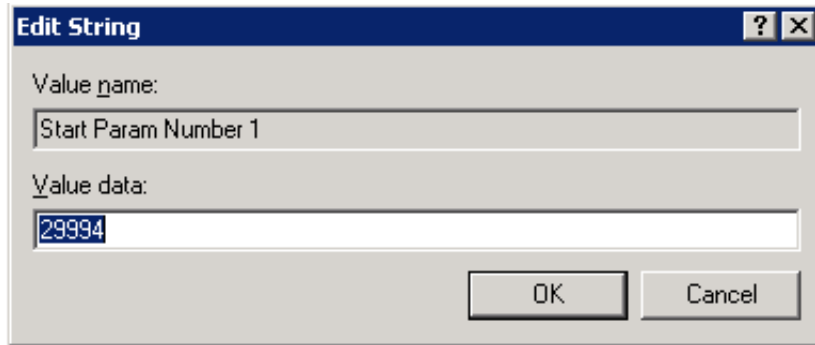 Edit String
?
Value name:
Start Param Number 1
Value data:
29994
OK Cancel